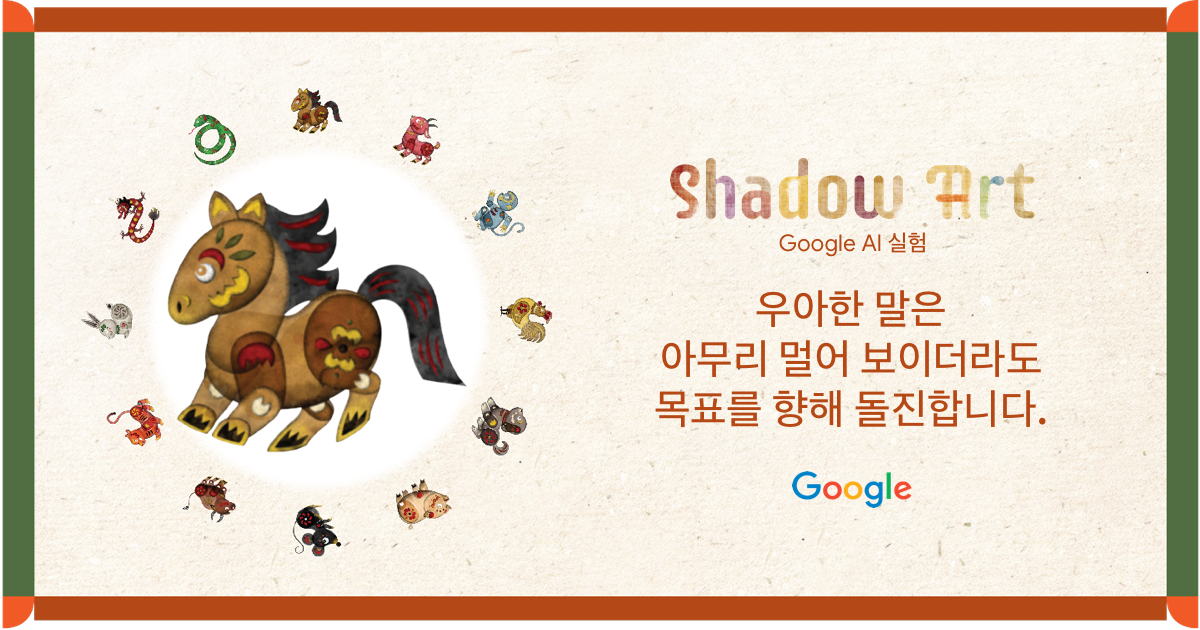 Shadow Art
Google AI 실험
우아한 말은
아무리 멀어 보이더라도
목표를 향해 돌진합니다.
Google